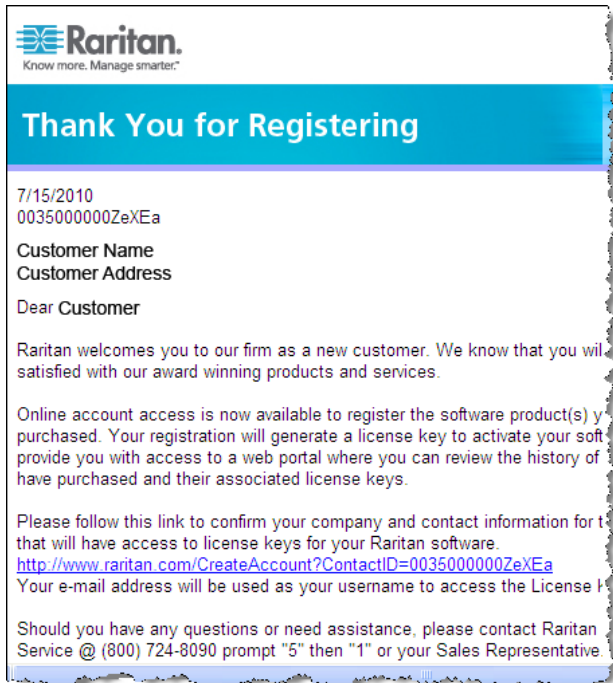 Raritan.
Know more. Manage smarter.™
Thank You for Registering
7/15/2010
0035000000ZeXEa
Customer Name
Customer Address
Dear Customer
Raritan welcomes you to our firm as a new customer. We know that you wil
satisfied with our award winning products and services.
Online account access is now available to register the software product(s) y
purchased. Your registration will generate a license key to activate your soft
provide you with access to a web portal where you can review the history of
have purchased and their associated license keys.
Please follow this link to confirm your company and contact information for t
that will have access to license keys for your Raritan software.
http://www.raritan.com/CreateAccount?ContactID=0035000000ZeXEa
Your e-mail address will be used as your username to access the License
Should you have any questions or need assistance, please contact Raritan
Service @ (800) 724-8090 prompt "5" then "1" or your Sales Representative.